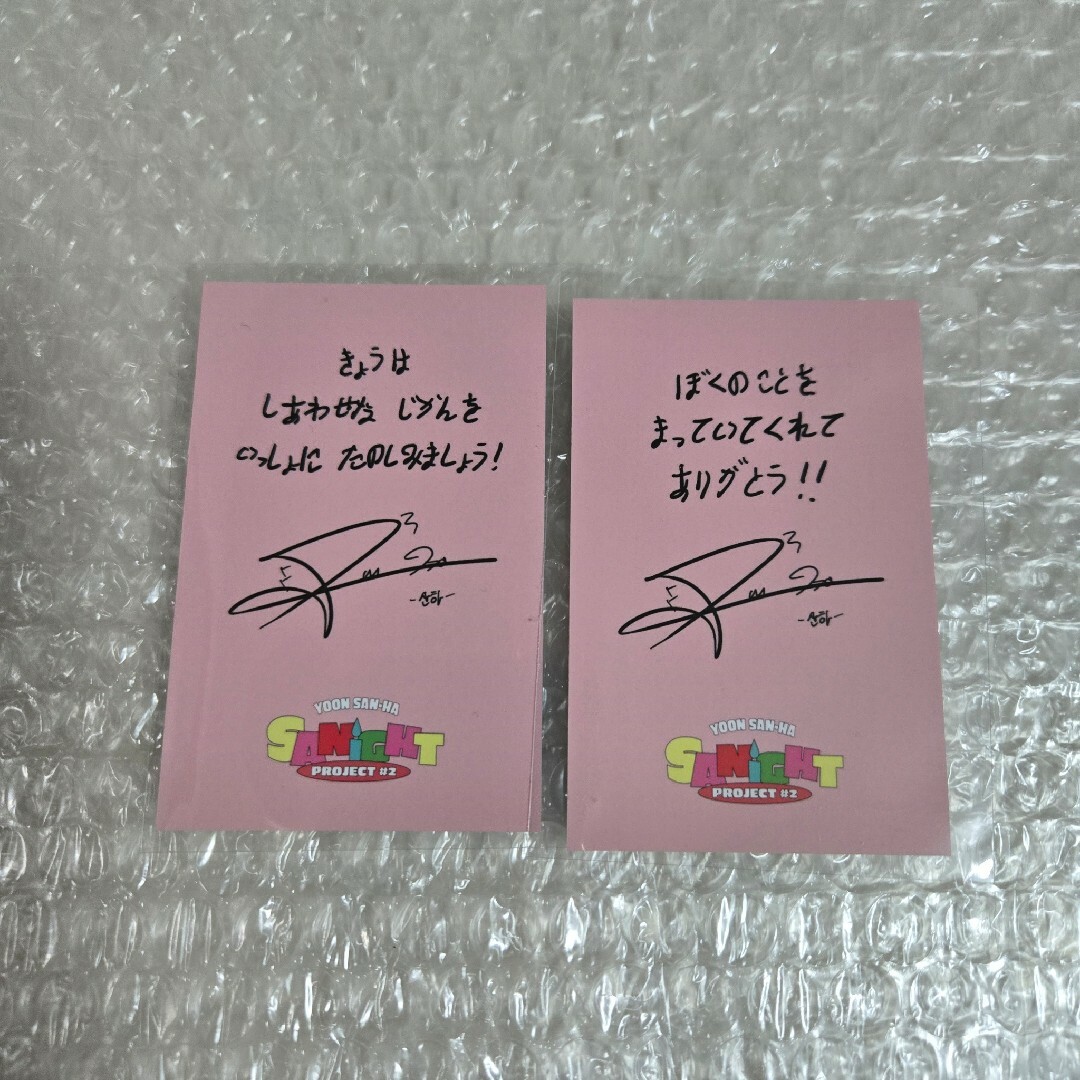 きょうは
しあわせな じかんを
いっしょに たのしみましょう!
-산하-
YOON SAN-HA
SANiGHT
PROJECT #2
ぼくのことを
まっていてくれて
ありがとう!!
-산하-
YOON SAN-HA
SANiGHT
PROJECT #2